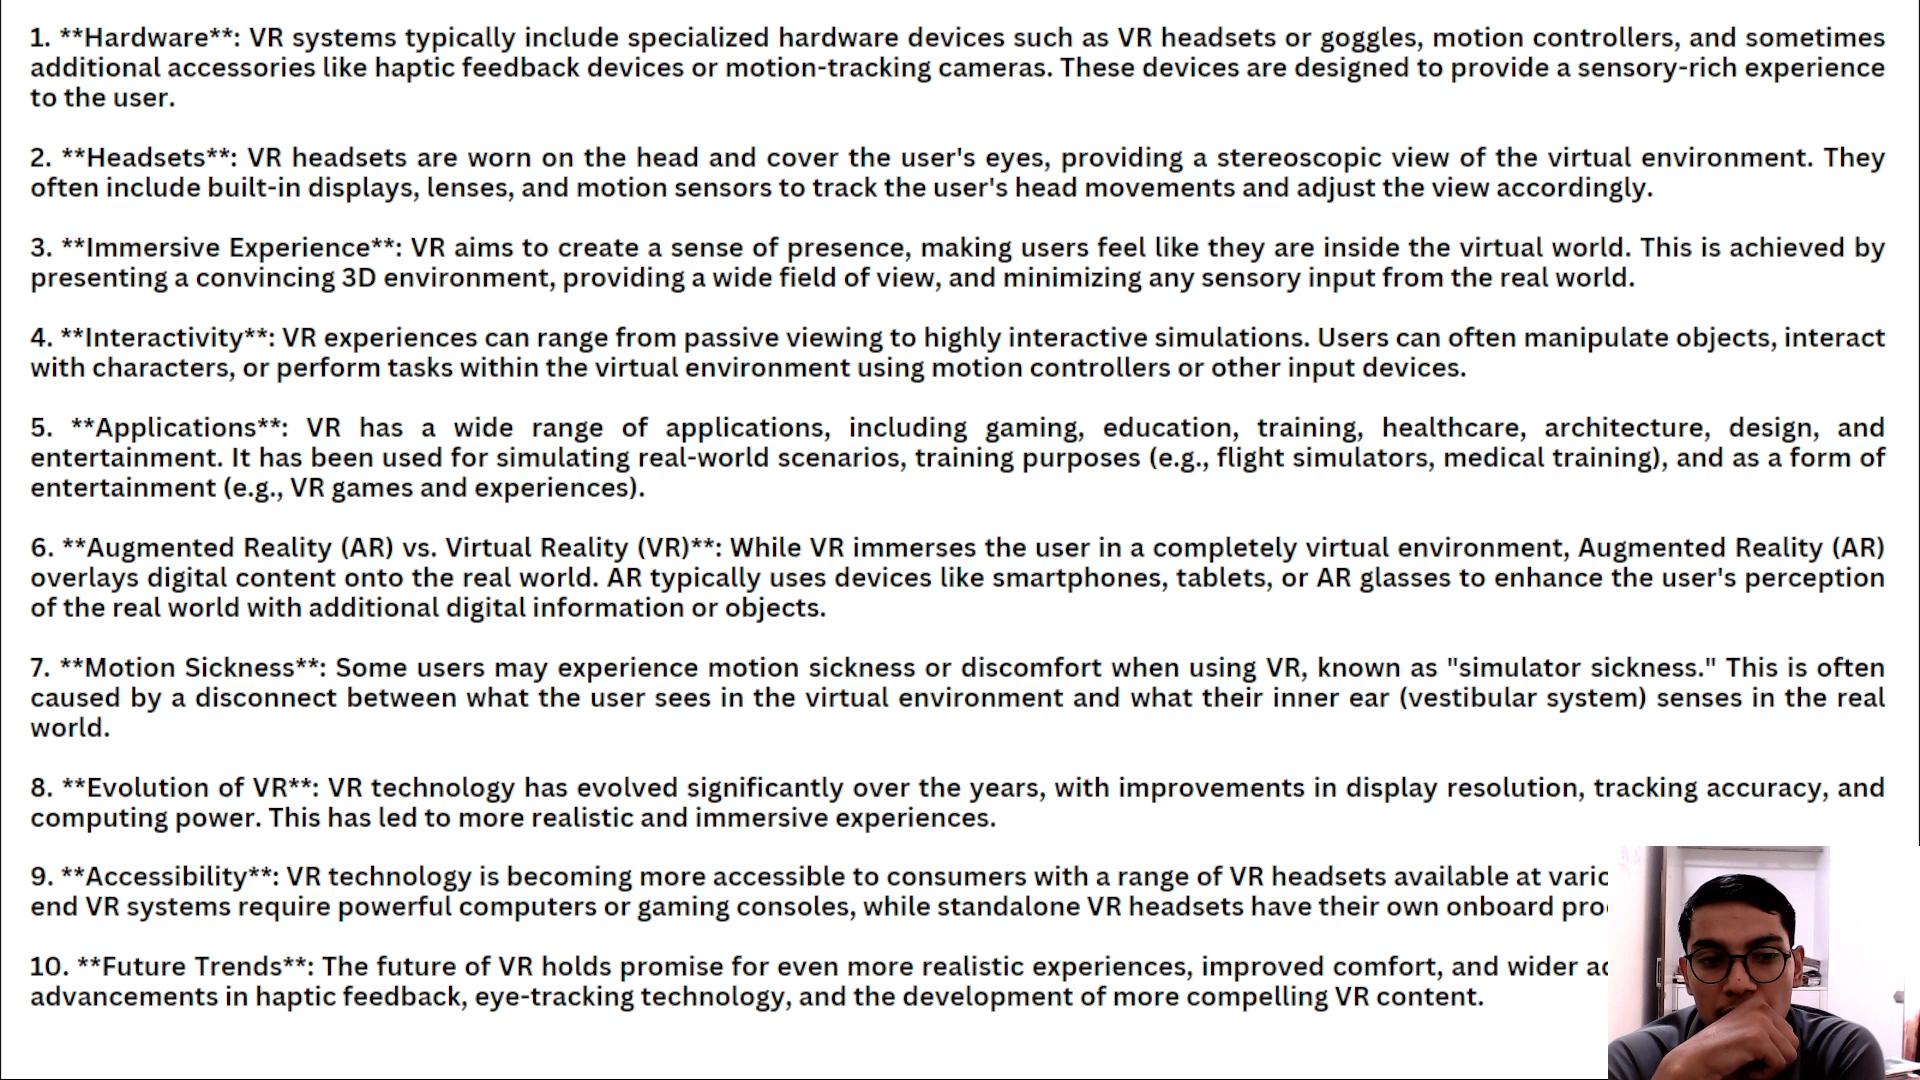 1. **Hardware**: VR systems typically include specialized hardware devices such as VR headsets or goggles, motion controllers, and sometimes
additional accessories like haptic feedback devices or motion-tracking cameras. These devices are designed to provide a sensory-rich experience
to the user.
2. **Headsets**: VR headsets are worn on the head and cover the user's eyes, providing a stereoscopic view of the virtual environment. They
often include built-in displays, lenses, and motion sensors to track the user's head movements and adjust the view accordingly.
3. **Immersive Experience**: VR aims to create a sense of presence, making users feel like they are inside the virtual world. This is achieved by
presenting a convincing 3D environment, providing a wide field of view, and minimizing any sensory input from the real world.
4. **Interactivity**: VR experiences can range from passive viewing to highly interactive simulations. Users can often manipulate objects, interact
with characters, or perform tasks within the virtual environment using motion controllers or other input devices.
5. **Applications**: VR has a wide range of applications, including gaming, education, training, healthcare, architecture, design, and
entertainment. It has been used for simulating real-world scenarios, training purposes (e.g., flight simulators, medical training), and as a form of
entertainment (e.g., VR games and experiences).
6. **Augmented Reality (AR) vs. Virtual Reality (VR)**: While VR immerses the user in a completely virtual environment, Augmented Reality (AR)
overlays digital content onto the real world. AR typically uses devices like smartphones, tablets, or AR glasses to enhance the user's perception
of the real world with additional digital information or objects.
7. **Motion Sickness**: Some users may experience motion sickness or discomfort when using VR, known as "simulator sickness." This is often
caused by a disconnect between what the user sees in the virtual environment and what their inner ear (vestibular system) senses in the real
world.
8. **Evolution of VR**: VR technology has evolved significantly over the years, with improvements in display resolution, tracking accuracy, and
computing power. This has led to more realistic and immersive experiences.
9. **Accessibility**: VR technology is becoming more accessible to consumers with a range of VR headsets available at
end VR systems require powerful computers or gaming consoles, while standalone VR headsets have their own onboard
10. **Future Trends**: The future of VR holds promise for even more realistic experiences, improved comfort, and wider
advancements in haptic feedback, eye-tracking technology, and the development of more compelling VR content.